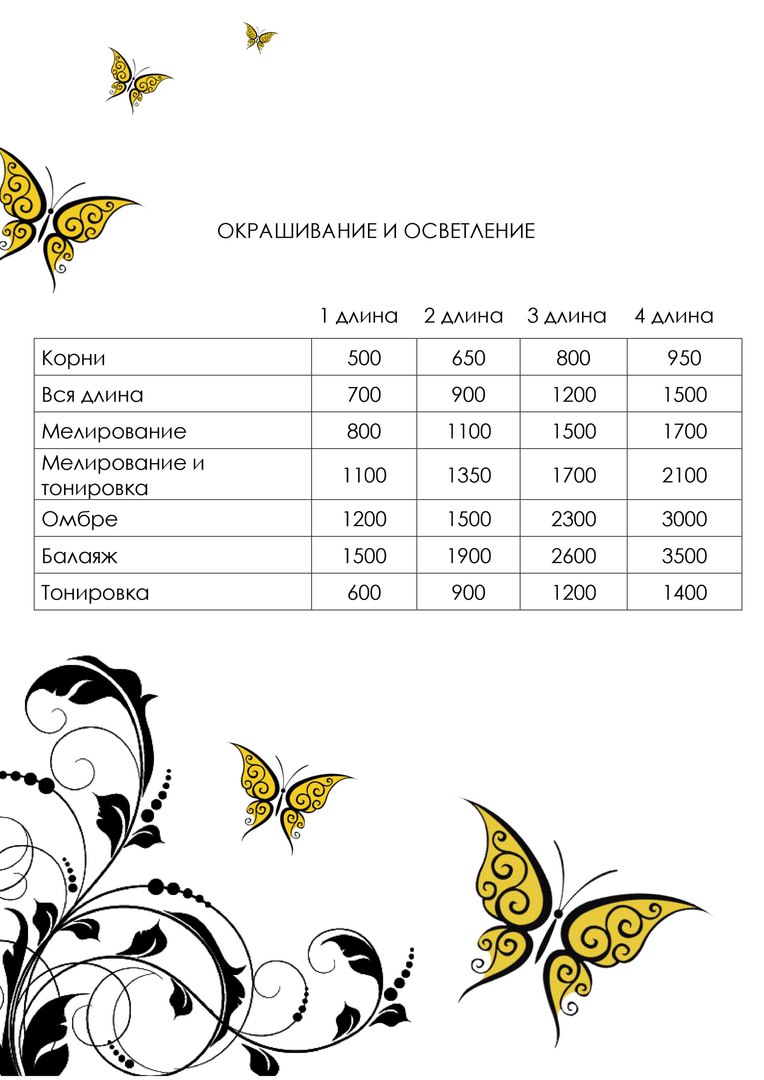 ОКРАШИВАНИЕ И ОСВЕТЛЕНИЕ
1 длина 2 длина 3 длина 4 длина
Корни 500 650 800 950
Вся длина 700 900 1200 1500
Мелирование 800 1100 1500 1700
Мелирование и
тонировка 1100 1350 1700 2100
Омбре 1200 1500 2300 3000
Балаяж 1500 1900 2600 3500
Тонировка 600 900 1200 1400